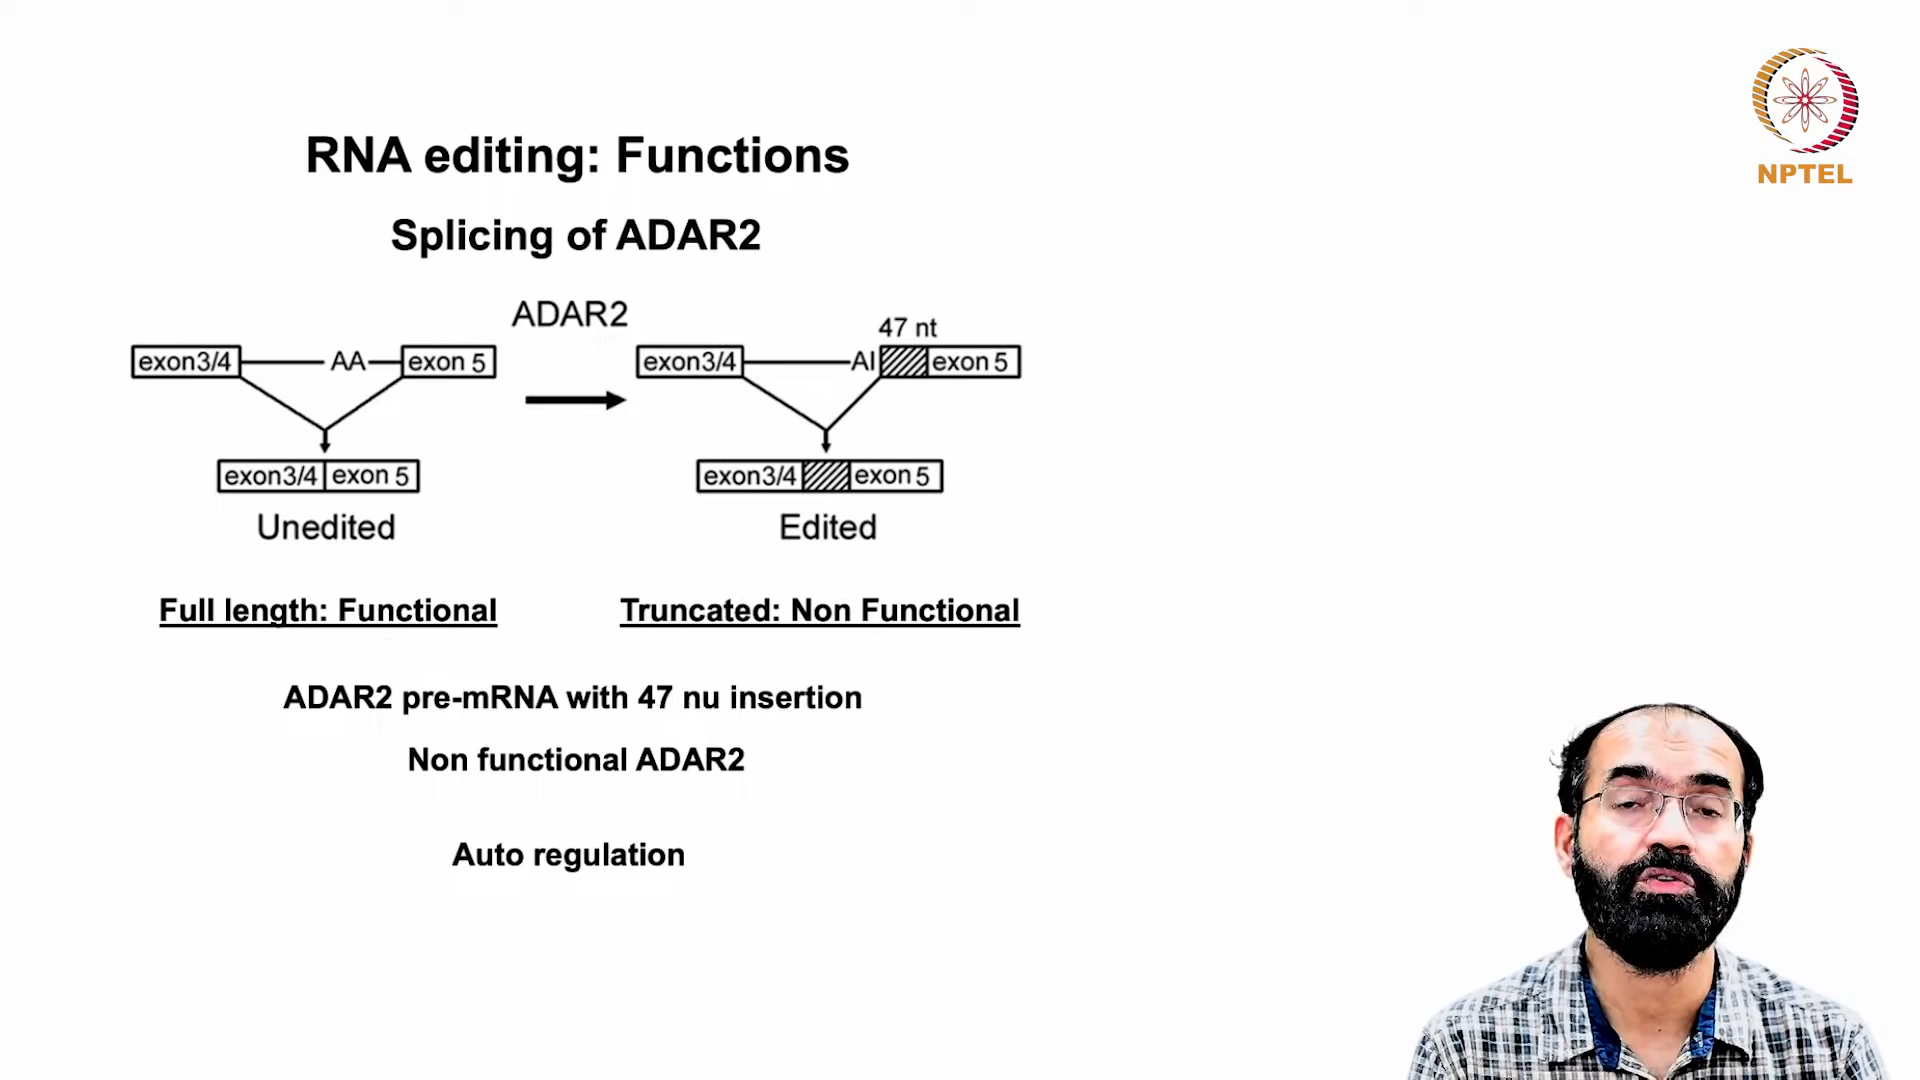 NPTEL
RNA editing: Functions
Splicing of ADAR2
ADAR2
47 nt
exon3/4 AA exon 5
exon3/4 AI exon 5
exon3/4 exon 5
exon3/4 exon 5
Unedited
Edited
Full length: Functional
Truncated: Non Functional
ADAR2 pre-mRNA with 47 nu insertion
Non functional ADAR2
Auto regulation